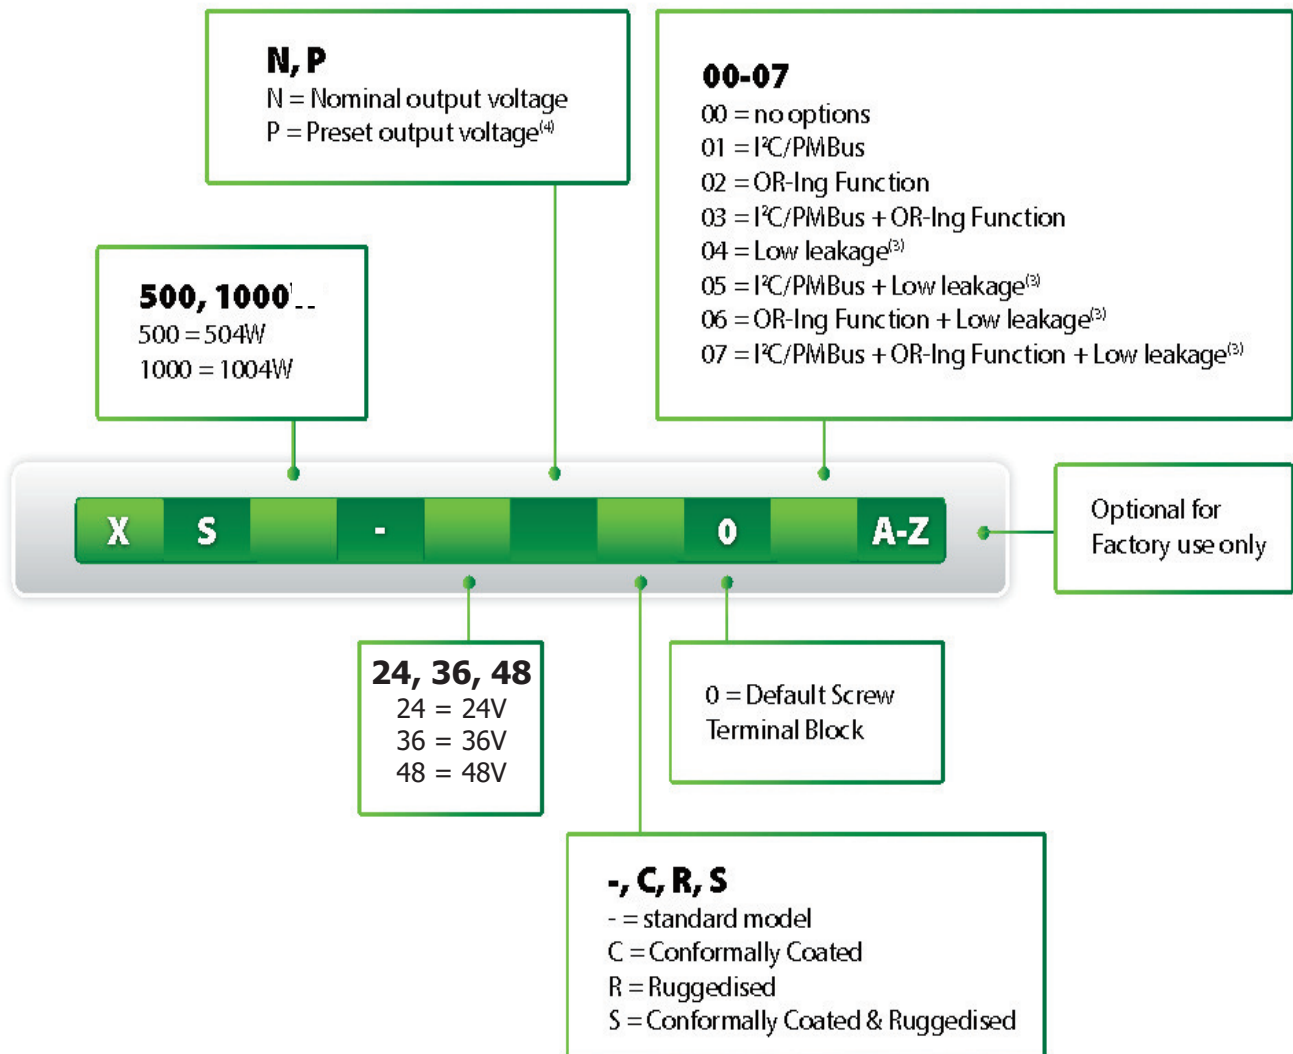 N, P
N = Nominal output voltage
P = Preset output voltage(4)
00-07
00 = no options
01 = I²C/PMBus
02 = OR-Ing Function
03 = I²C/PMBus + OR-Ing Function
04 = Low leakage(3)
05 = I²C/PMBus + Low leakage(3)
06 = OR-Ing Function + Low leakage(3)
07 = I²C/PMBus + OR-Ing Function + Low leakage(3)
500, 1000
500 = 504W
1000 = 1004W
X S - 0 A-Z
Optional for
Factory use only
24, 36, 48
24 = 24V
36 = 36V
48 = 48V
0 = Default Screw
Terminal Block
-, C, R, S
- = standard model
C = Conformally Coated
R = Ruggedised
S = Conformally Coated & Ruggedised